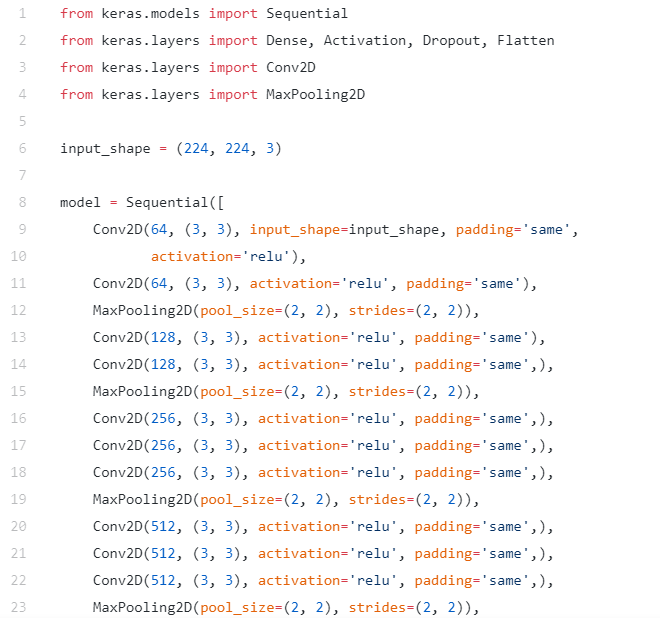 1 from keras.models import Sequential
2 from keras.layers import Dense, Activation, Dropout, Flatten
3 from keras.layers import Conv2D
4 from keras.layers import MaxPooling2D
5
6 input_shape = (224, 224, 3)
7
8 model = Sequential([
9     Conv2D(64, (3, 3), input_shape=input_shape, padding='same',
10            activation='relu'),
11     Conv2D(64, (3, 3), activation='relu', padding='same'),
12     MaxPooling2D(pool_size=(2, 2), strides=(2, 2)),
13     Conv2D(128, (3, 3), activation='relu', padding='same'),
14     Conv2D(128, (3, 3), activation='relu', padding='same',),
15     MaxPooling2D(pool_size=(2, 2), strides=(2, 2)),
16     Conv2D(256, (3, 3), activation='relu', padding='same',),
17     Conv2D(256, (3, 3), activation='relu', padding='same',),
18     Conv2D(256, (3, 3), activation='relu', padding='same',),
19     MaxPooling2D(pool_size=(2, 2), strides=(2, 2)),
20     Conv2D(512, (3, 3), activation='relu', padding='same',),
21     Conv2D(512, (3, 3), activation='relu', padding='same',),
22     Conv2D(512, (3, 3), activation='relu', padding='same',),
23     MaxPooling2D(pool_size=(2, 2), strides=(2, 2)),